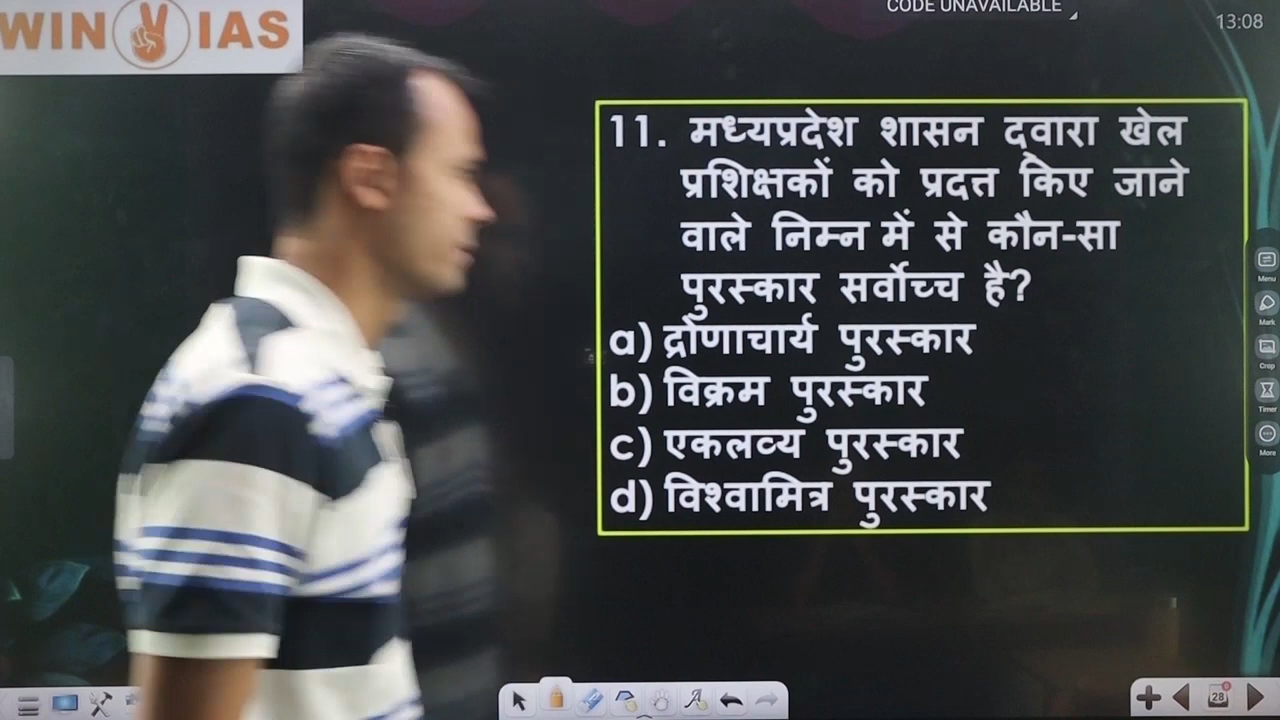 WIN IAS
CODE UNAVAILABLE
13:08
11. मध्यप्रदेश शासन द्वारा खेल
प्रशिक्षकों को प्रदत्त किए जाने
वाले निम्न में से कौन-सा
पुरस्कार सर्वोच्च है?
a) द्रोणाचार्य पुरस्कार
b) विक्रम पुरस्कार
c) एकलव्य पुरस्कार
d) विश्वामित्र पुरस्कार
Menu
Mark
Crop
Timer
More
28